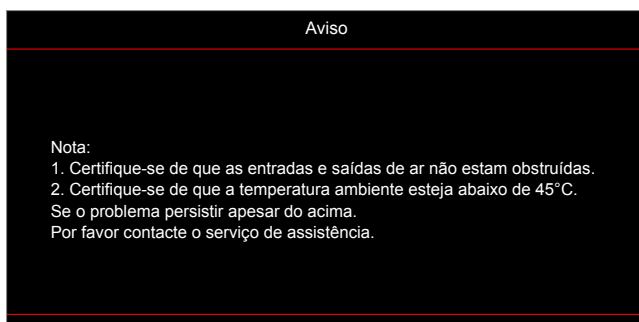 Aviso
Nota:
1. Certifique-se de que as entradas e saídas de ar não estam obstruídas.
2. Certifique-se de que a temperatura ambiente esteja abaixo de 45°C.
Se o problema persistir apesar do acima.
Por favor contacte o serviço de assistência.